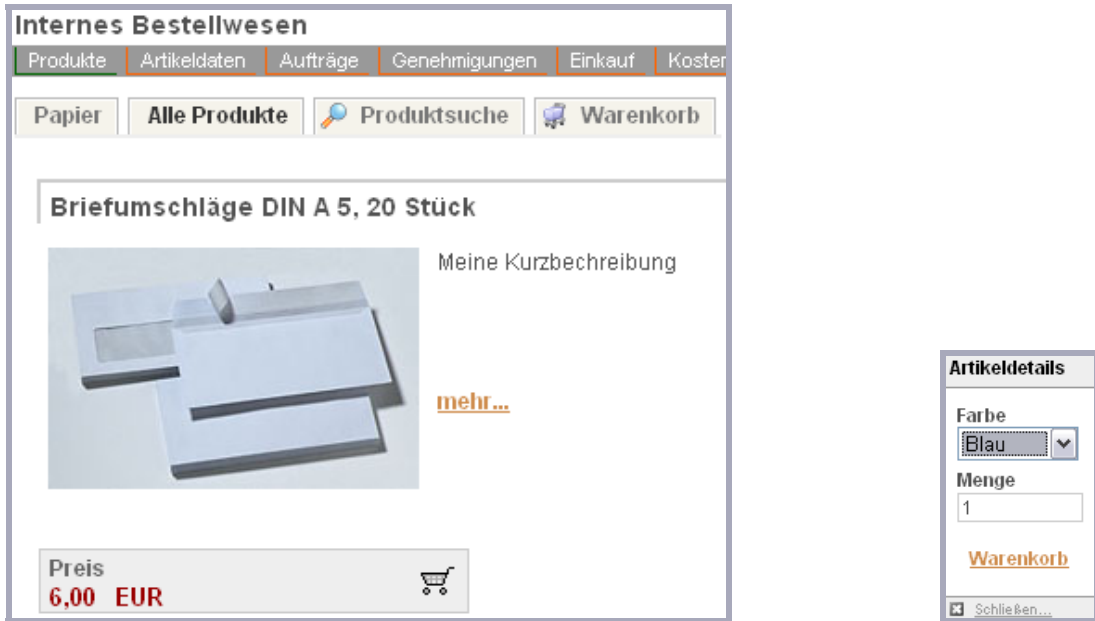 Internes Bestellwesen
Produkte Artikeldaten Aufträge Genehmigungen Einkauf Koster
Papier Alle Produkte Produktsuche Warenkorb
Briefumschläge DIN A 5, 20 Stück
Meine Kurzbechreibung
mehr...
Preis
6,00 EUR
Artikeldetails
Farbe
Blau
Menge
1
Warenkorb
Schließen...